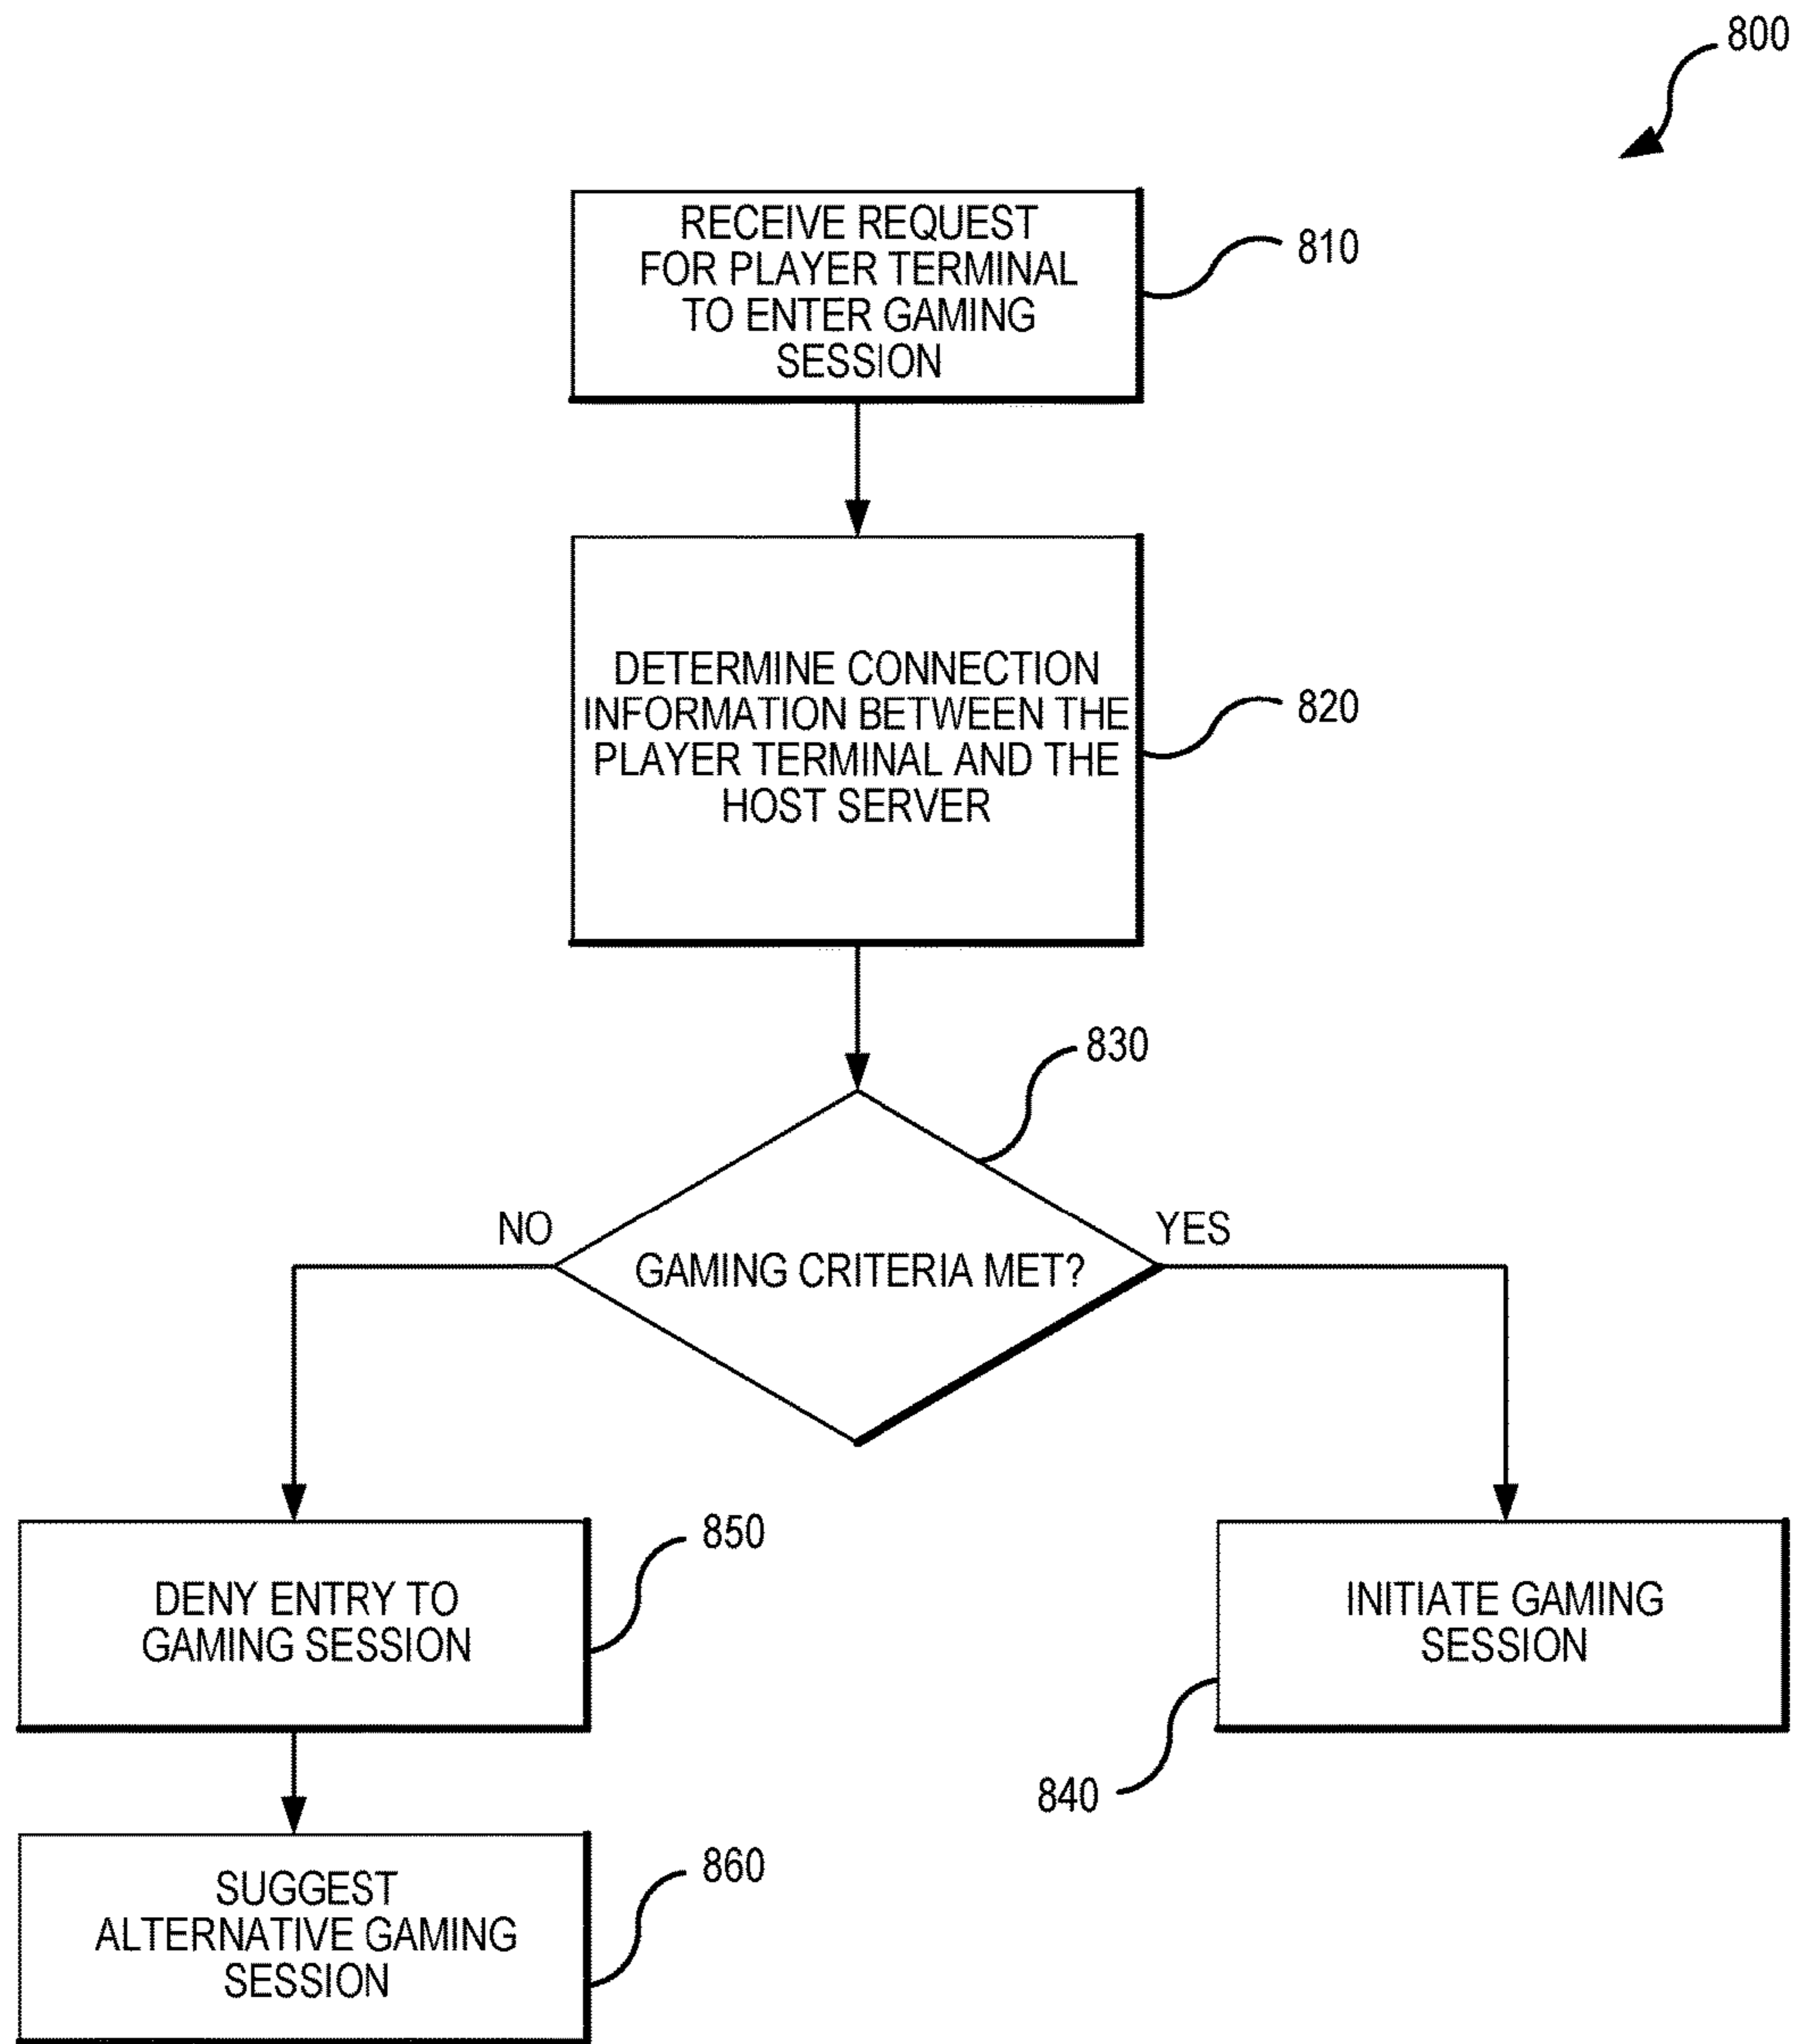 800
RECEIVE REQUEST
FOR PLAYER TERMINAL
TO ENTER GAMING
SESSION
810
DETERMINE CONNECTION
INFORMATION BETWEEN THE
PLAYER TERMINAL AND THE
HOST SERVER
820
830
NO
YES
GAMING CRITERIA MET?
850
DENY ENTRY TO
GAMING SESSION
INITIATE GAMING
SESSION
840
SUGGEST
ALTERNATIVE GAMING
SESSION
860